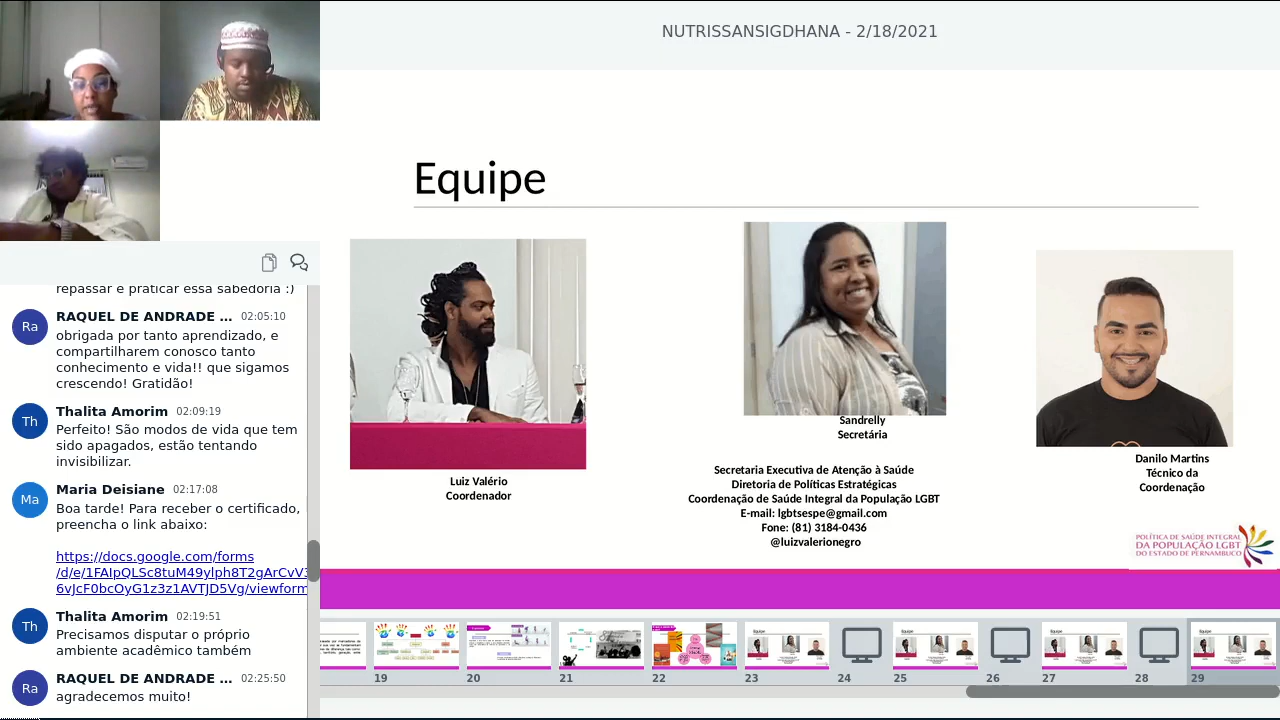 NUTRISSANSIGDHANA - 2/18/2021
Equipe
Luiz Valério
Coordenador
Sandrelly
Secretária
Danilo Martins
Técnico da
Coordenação
Secretaria Executiva de Atenção à Saúde
Diretoria de Políticas Estratégicas
Coordenação de Saúde Integral da População LGBT
E-mail: lgbtsespe@gmail.com
Fone: (81) 3184-0436
@luizvalerionegro
POLÍTICA DE SAÚDE INTEGRAL
DA POPULAÇÃO LGBT
DO ESTADO DE PERNAMBUCO
repassar e praticar essa sabedoria :)
Ra
RAQUEL DE ANDRADE ... 02:05:10
obrigada por tanto aprendizado, e
compartilharem conosco tanto
conhecimento e vida!! que sigamos
crescendo! Gratidão!
Th
Thalita Amorim 02:09:19
Perfeito! São modos de vida que tem
sido apagados, estão tentando
invisibilizar.
Ma
Maria Deisiane 02:17:08
Boa tarde! Para receber o certificado,
preencha o link abaixo:
https://docs.google.com/forms
/d/e/1FAIpQLSc8tuM49ylph8T2gArCvV3
6vJcF0bcOyG1z3z1AVTJD5Vg/viewform
Th
Thalita Amorim 02:19:51
Precisamos disputar o próprio
ambiente acadêmico também
Ra
RAQUEL DE ANDRADE ... 02:25:50
agradecemos muito!
19 20 21 22 23 24 25 26 27 28 29